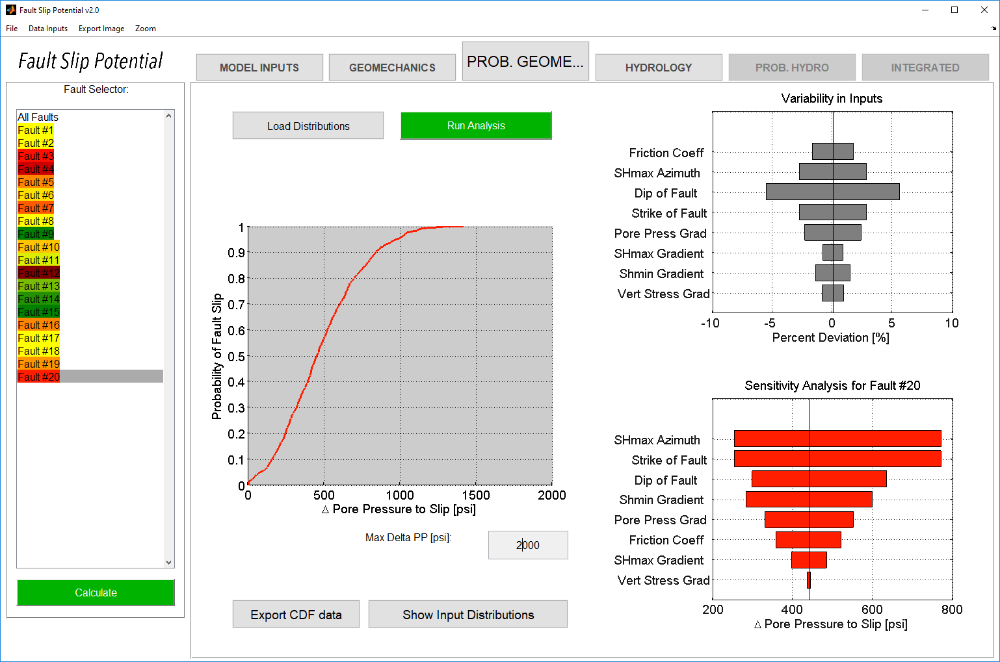 Fault Slip Potential v2.0
File Data Inputs Export Image Zoom
Fault Slip Potential
MODEL INPUTS
GEOMECHANICS
PROB. GEOME...
HYDROLOGY
PROB. HYDRO
INTEGRATED
Fault Selector:
All Faults
Fault #1
Fault #2
Fault #3
Fault #4
Fault #5
Fault #6
Fault #7
Fault #8
Fault #9
Fault #10
Fault #11
Fault #12
Fault #13
Fault #14
Fault #15
Fault #16
Fault #17
Fault #18
Fault #19
Fault #20
Calculate
Load Distributions
Run Analysis
Probability of Fault Slip
1
0.9
0.8
0.7
0.6
0.5
0.4
0.3
0.2
0.1
0
0 500 1000 1500 2000
Δ Pore Pressure to Slip [psi]
Max Delta PP [psi]:
2000
Export CDF data
Show Input Distributions
Variability in Inputs
Friction Coeff
SHmax Azimuth
Dip of Fault
Strike of Fault
Pore Press Grad
SHmax Gradient
Shmin Gradient
Vert Stress Grad
-10 -5 0 5 10
Percent Deviation [%]
Sensitivity Analysis for Fault #20
SHmax Azimuth
Strike of Fault
Dip of Fault
Shmin Gradient
Pore Press Grad
Friction Coeff
SHmax Gradient
Vert Stress Grad
200 400 600 800
Δ Pore Pressure to Slip [psi]